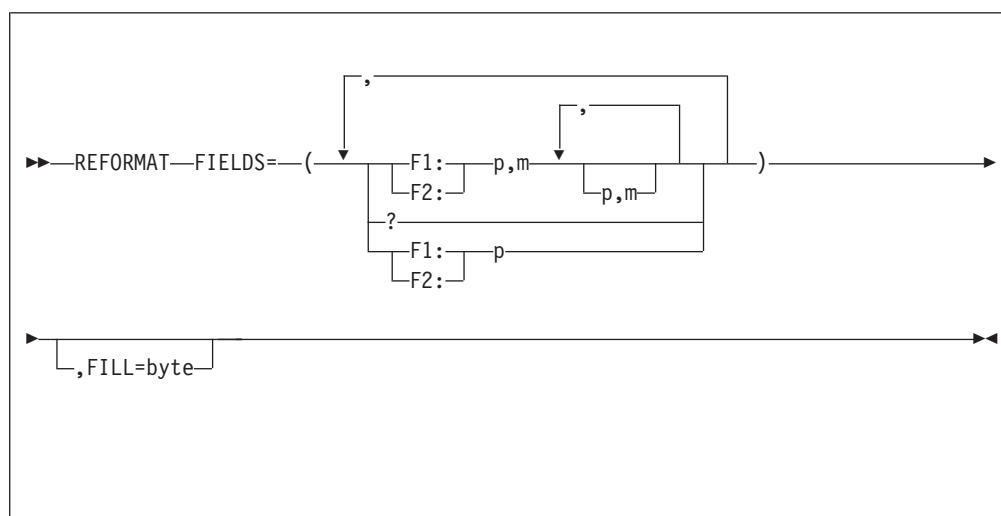 ,
,
REFORMAT FIELDS= ( F1: p,m )
F2: p,m
?
F1: p
F2:
,FILL=byte